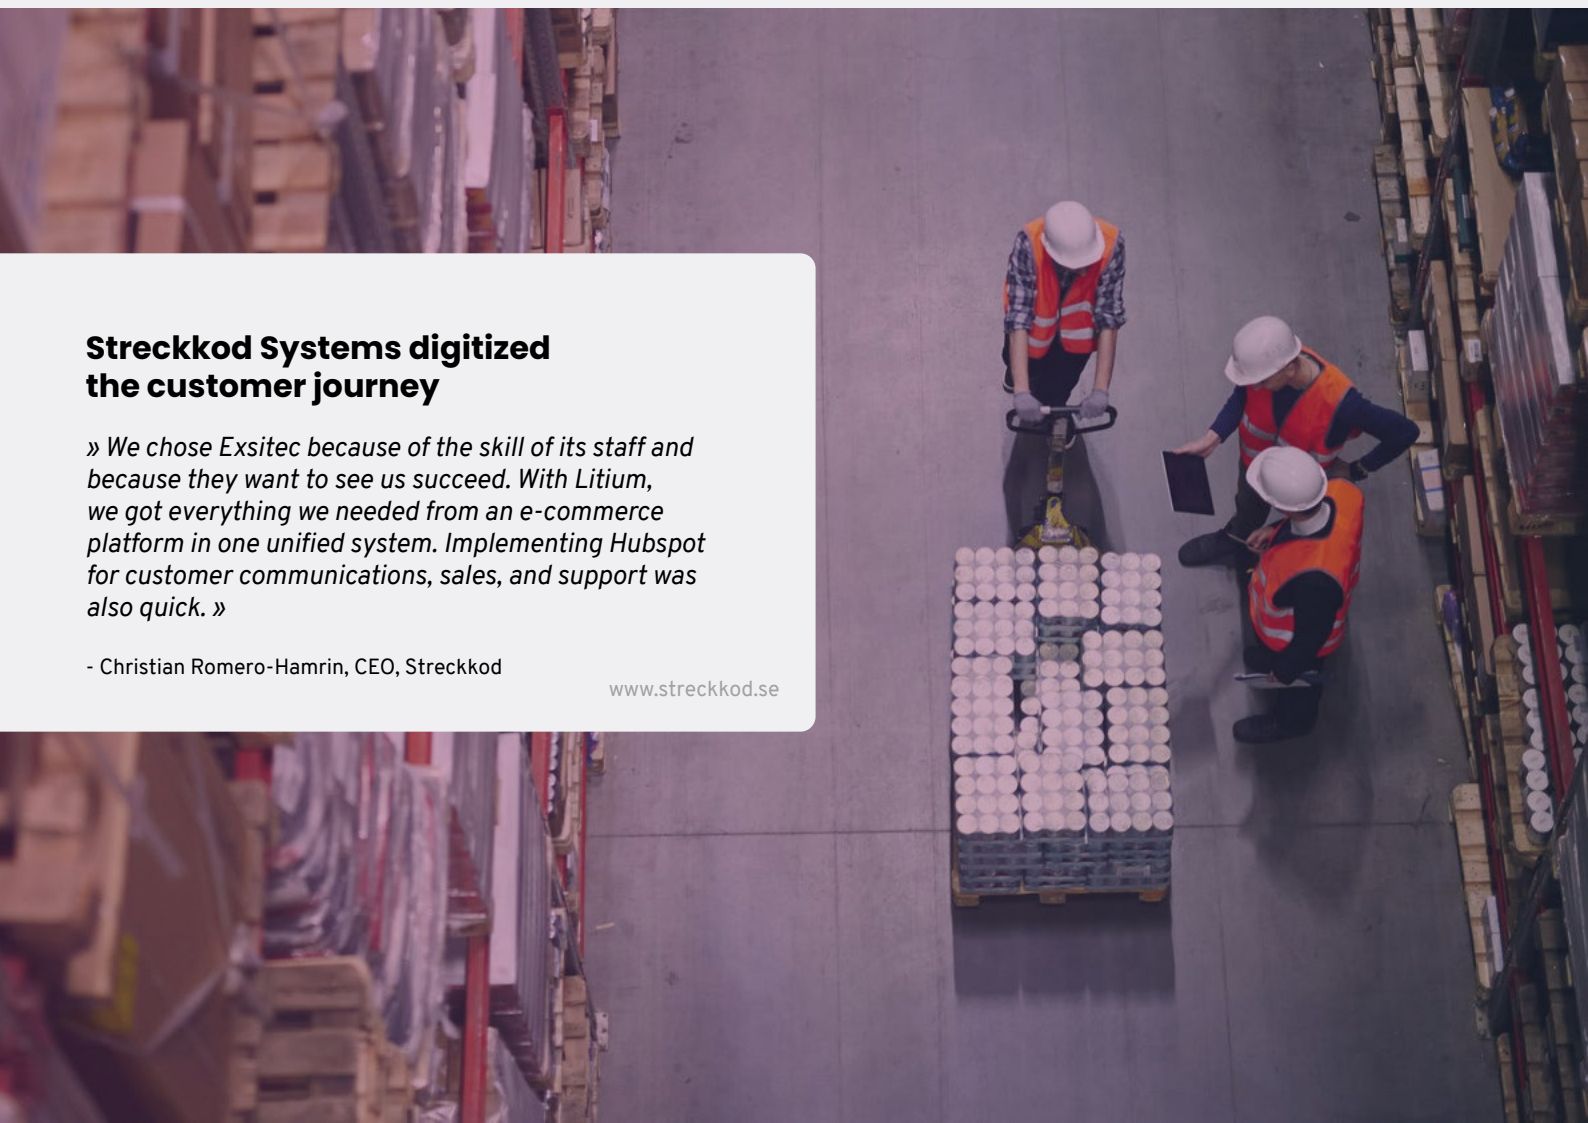 Streckkod Systems digitized
the customer journey
» We chose Exsitec because of the skill of its staff and
because they want to see us succeed. With Litium,
we got everything we needed from an e-commerce
platform in one unified system. Implementing Hubspot
for customer communications, sales, and support was
also quick. »
- Christian Romero-Hamrin, CEO, Streckkod
www.streckkod.se